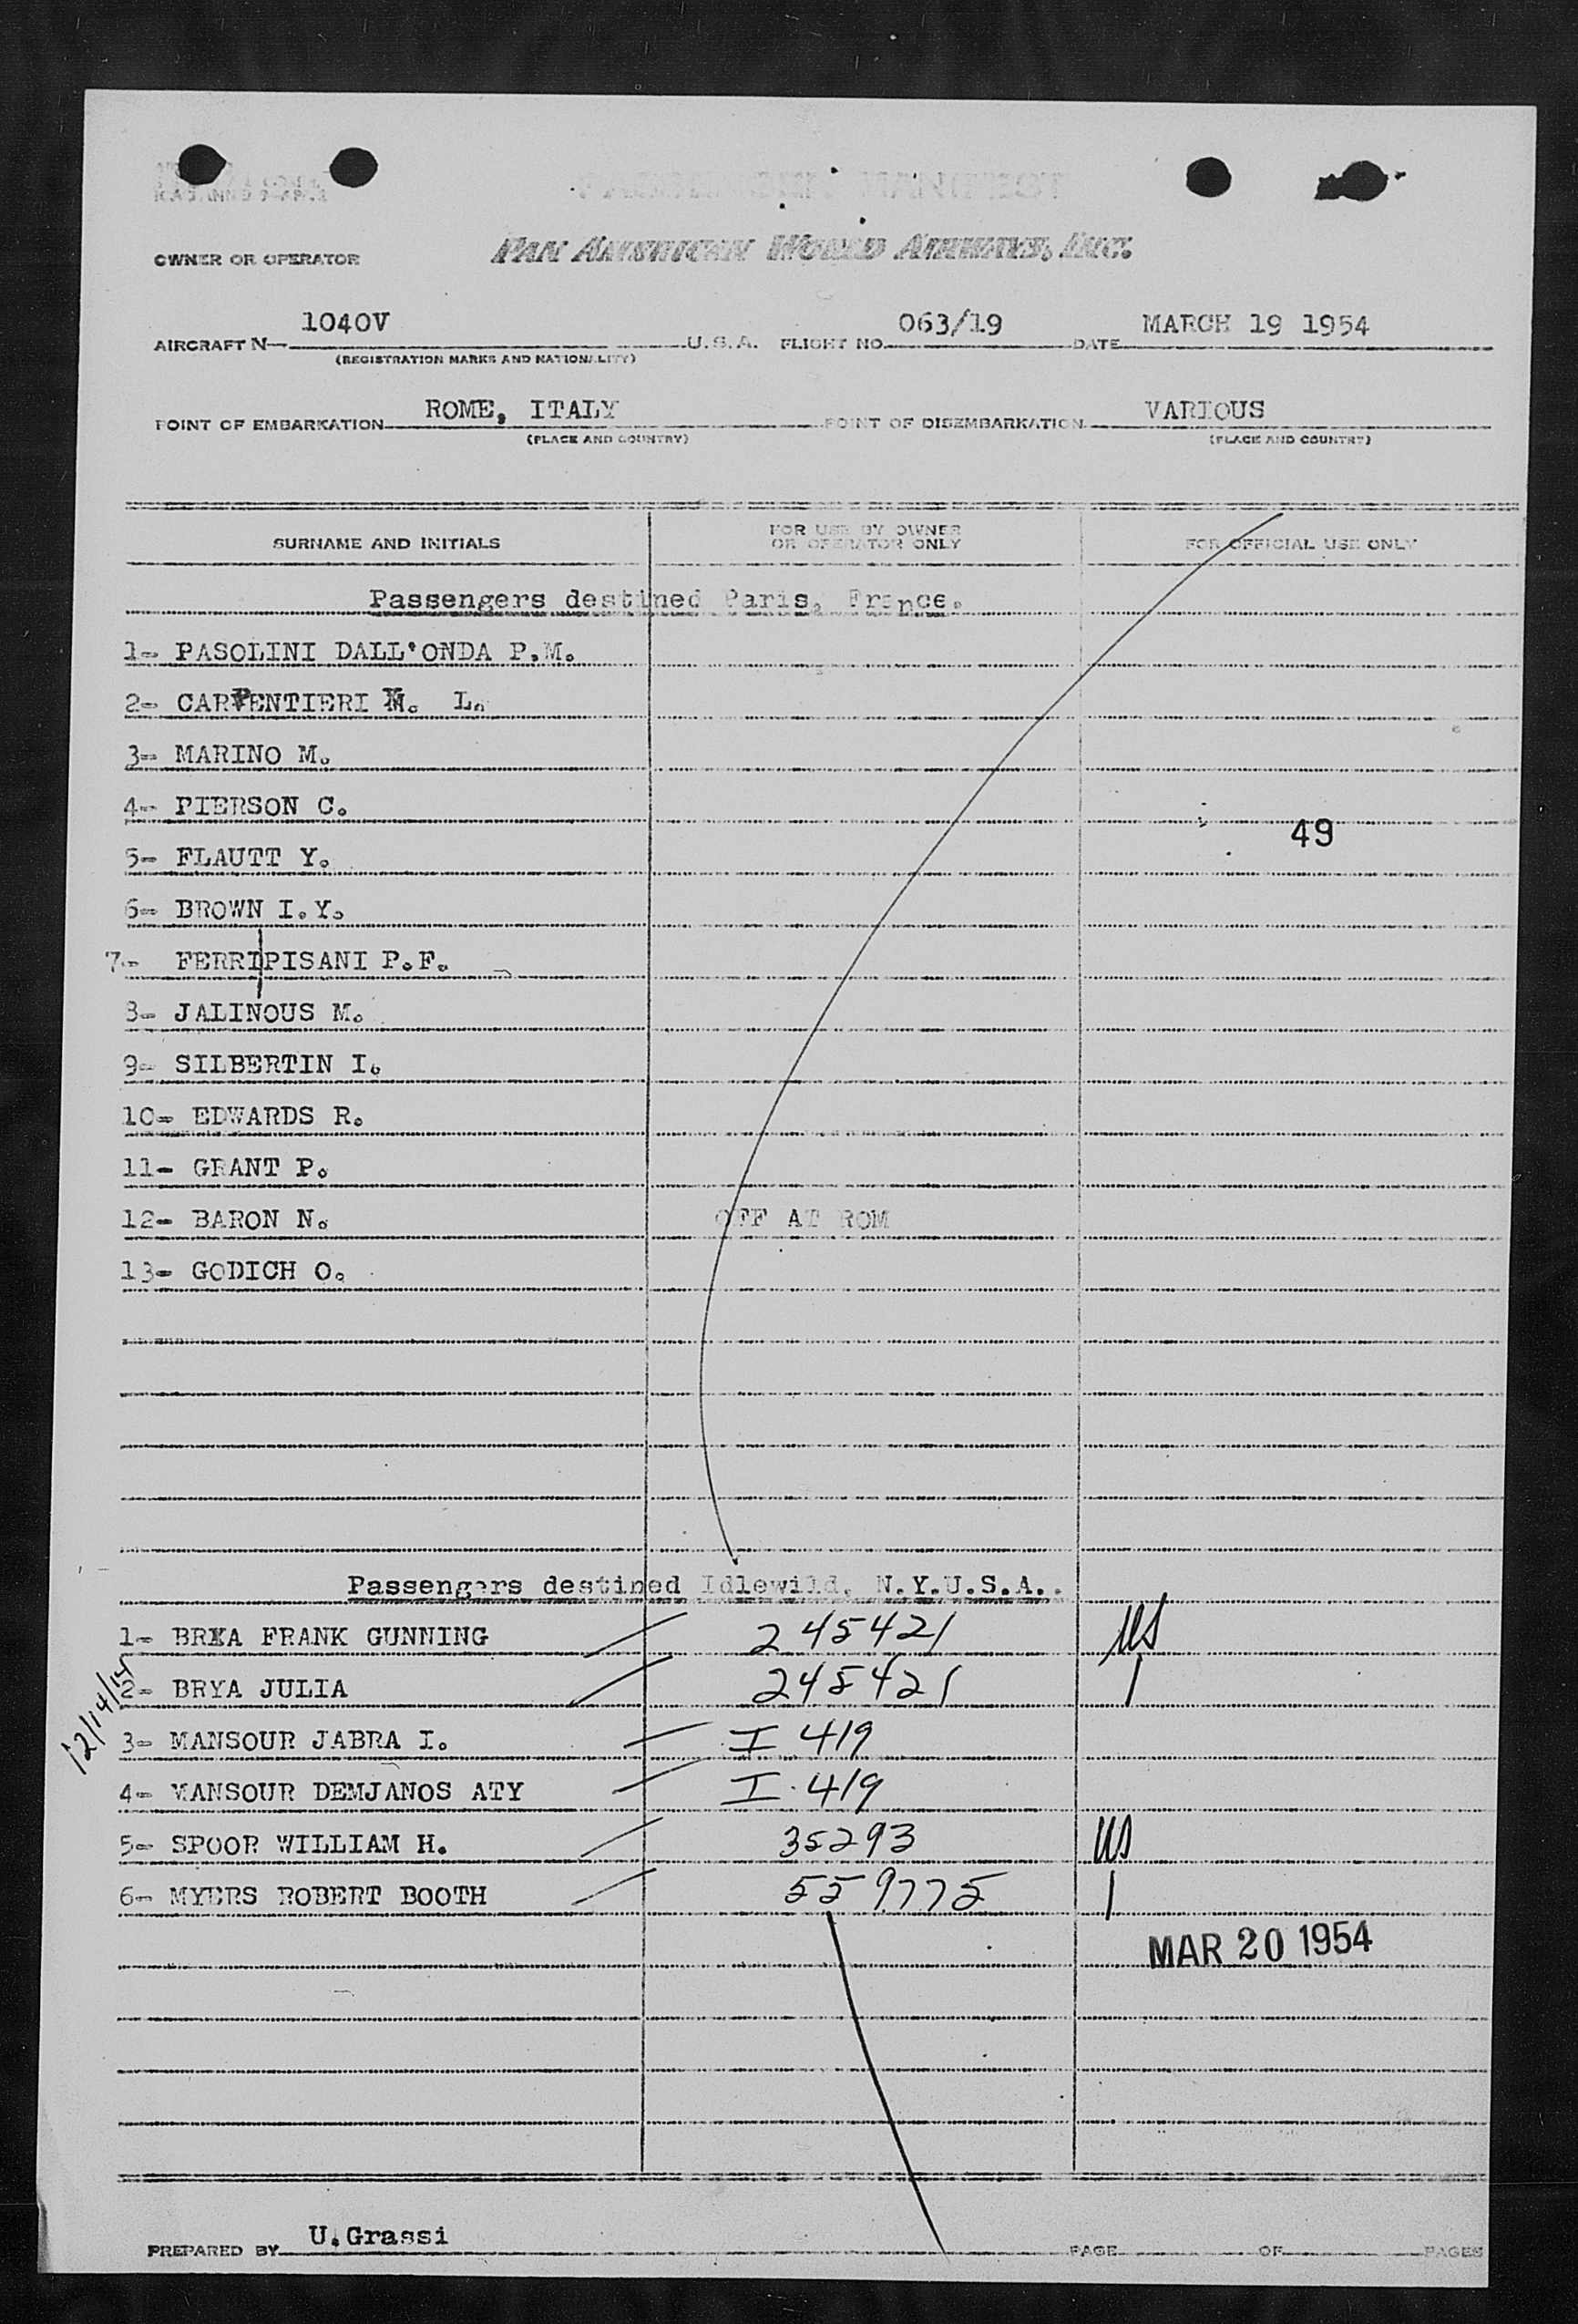 OWNER OR OPERATOR PAN AMERICAN WORLD AIRWAYS, INC.
AIRCRAFT N 1040V U.S.A. FLIGHT NO. 063/19 DATE MARCH 19 1954
(REGISTRATION MARKS AND NATIONALITY)
POINT OF EMBARKATION ROME, ITALY POINT OF DISEMBARKATION VARIOUS
(PLACE AND COUNTRY) (PLACE AND COUNTRY)
SURNAME AND INITIALS FOR USE BY OWNER OR OPERATOR ONLY FOR OFFICIAL USE ONLY
Passengers destined Paris, France.
1- PASOLINI DALL'ONDA P.M.
2- CARPENTIERI M. L.
3- MARINO M.
4- PIERSON C.
49
5- FLAUTT Y.
6- BROWN I.Y.
7- FERRIPISANI P.F.
8- JALINOUS M.
9- SILBERTIN I.
10- EDWARDS R.
11- GRANT P.
12- BARON N. OFF AT ROM
13- GODICH O.
Passengers destined Idlewild, N.Y.U.S.A..
1- BRXA FRANK GUNNING 245421 US
12/14/14
2- BRYA JULIA 245421
3- MANSOUR JABRA I. I 419
4- MANSOUR DEMJANOS ATY I 419
5- SPOOR WILLIAM H. 35293 US
6- MYERS ROBERT BOOTH 559775
MAR 20 1954
PREPARED BY U.Grassi PAGE OF PAGES